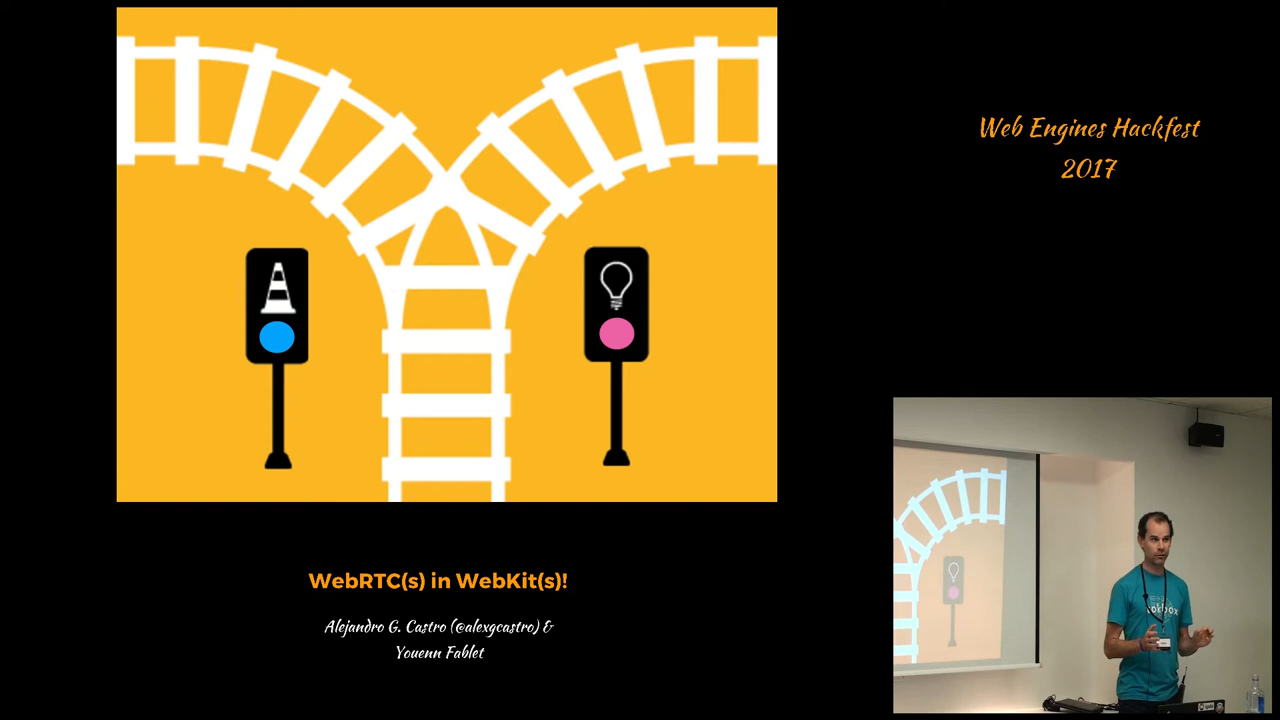 Web Engines Hackfest
2017
WebRTC(s) in WebKit(s)!
Alejandro G. Castro (@alexgcastro) &
Youenn Fablet